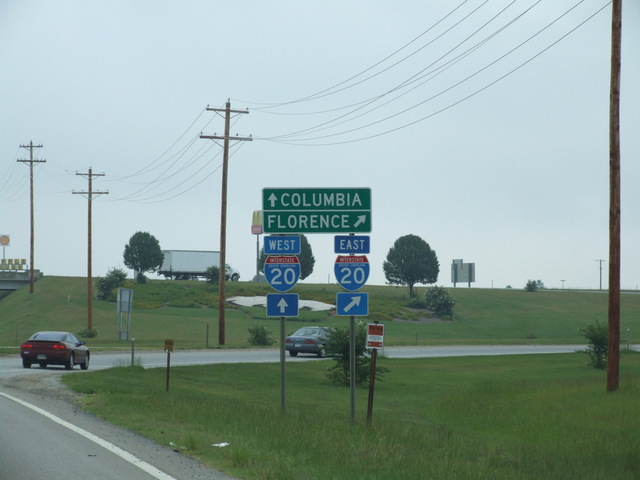 COLUMBIA
FLORENCE
WEST
EAST
INTERSTATE
20
INTERSTATE
20